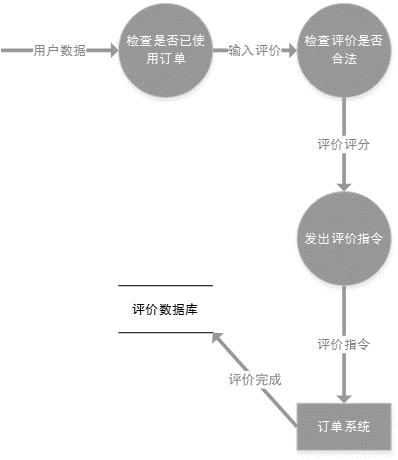 用户数据
检查是否已使
用订单
输入评价
检查评价是否
合法
评价评分
发出评价指令
评价数据库
评价指令
评价完成
订单系统